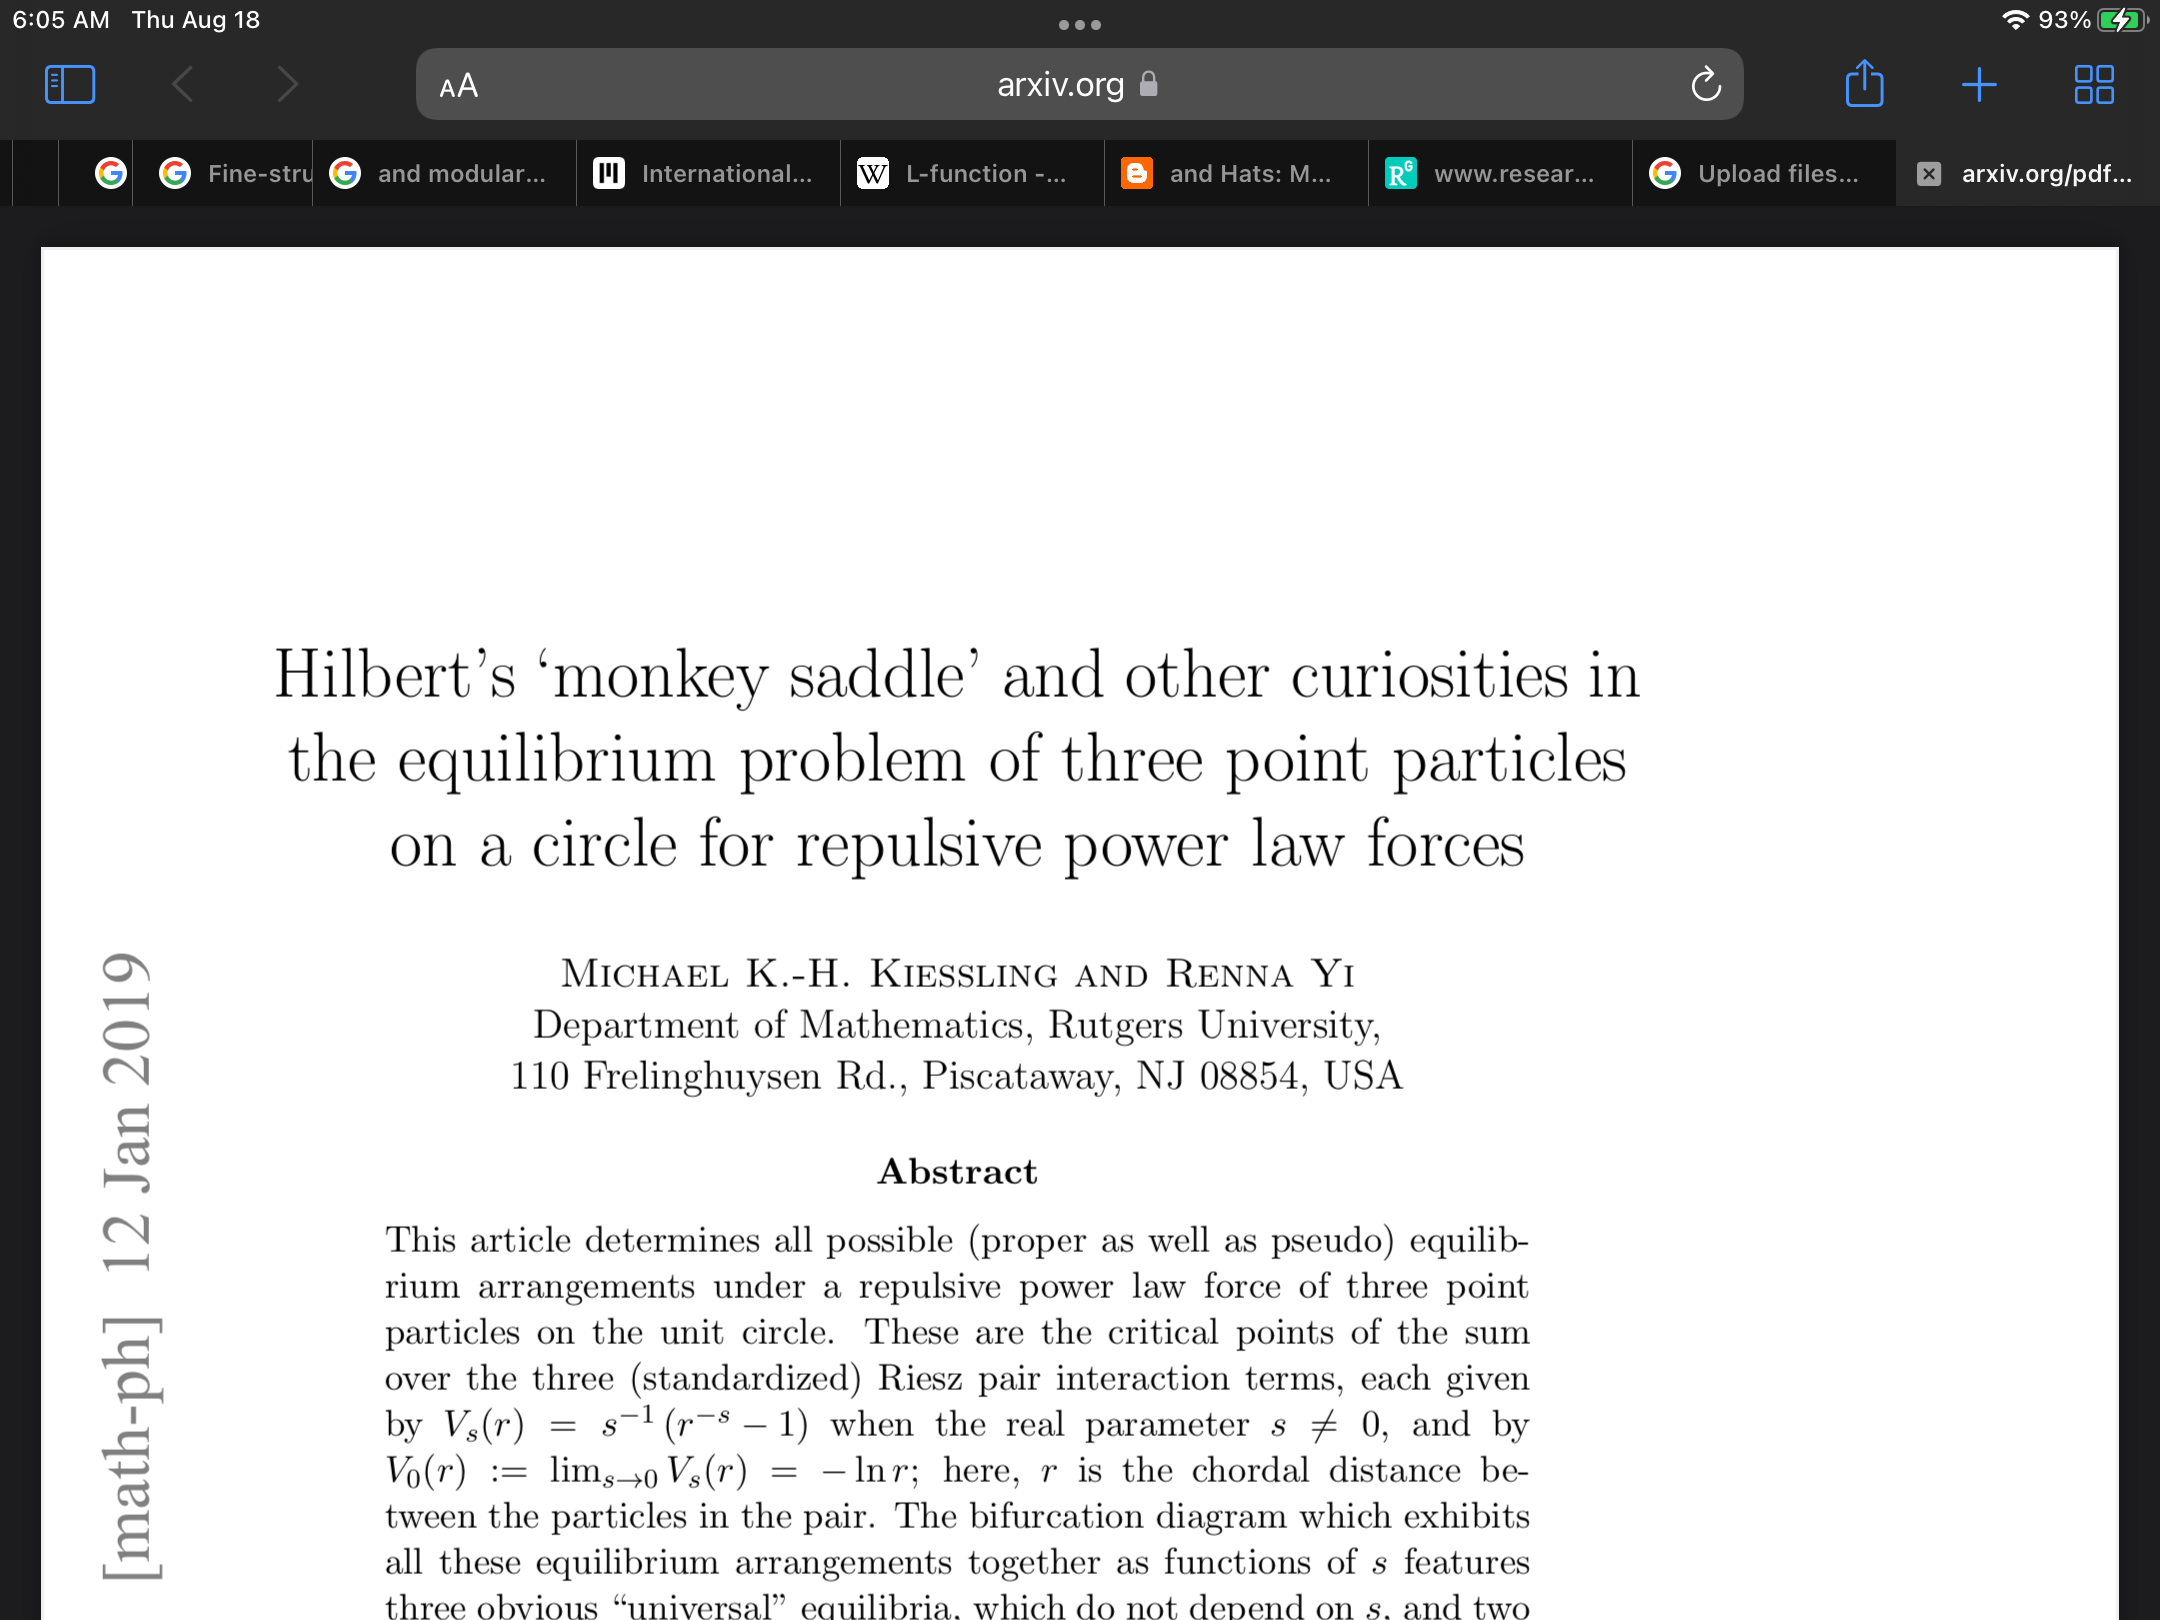 6:05 AM Thu Aug 18
93%
AA
arxiv.org
Fine-stru
and modular...
International...
L-function -...
and Hats: M...
www.resear...
Upload files...
arxiv.org/pdf...
Hilbert's ‘monkey saddle’ and other curiosities in
the equilibrium problem of three point particles
on a circle for repulsive power law forces
MICHAEL K.-H. KIESSLING AND RENNA YI
Department of Mathematics, Rutgers University,
110 Frelinghuysen Rd., Piscataway, NJ 08854, USA
Abstract
This article determines all possible (proper as well as pseudo) equilib-
rium arrangements under a repulsive power law force of three point
particles on the unit circle. These are the critical points of the sum
over the three (standardized) Riesz pair interaction terms, each given
by Vₛ(r) = s⁻¹ (r⁻ˢ − 1) when the real parameter s ≠ 0, and by
V₀(r) := limₛ→₀ Vₛ(r) = − ln r; here, r is the chordal distance be-
tween the particles in the pair. The bifurcation diagram which exhibits
all these equilibrium arrangements together as functions of s features
three obvious “universal” equilibria, which do not depend on s, and two
[math-ph] 12 Jan 2019